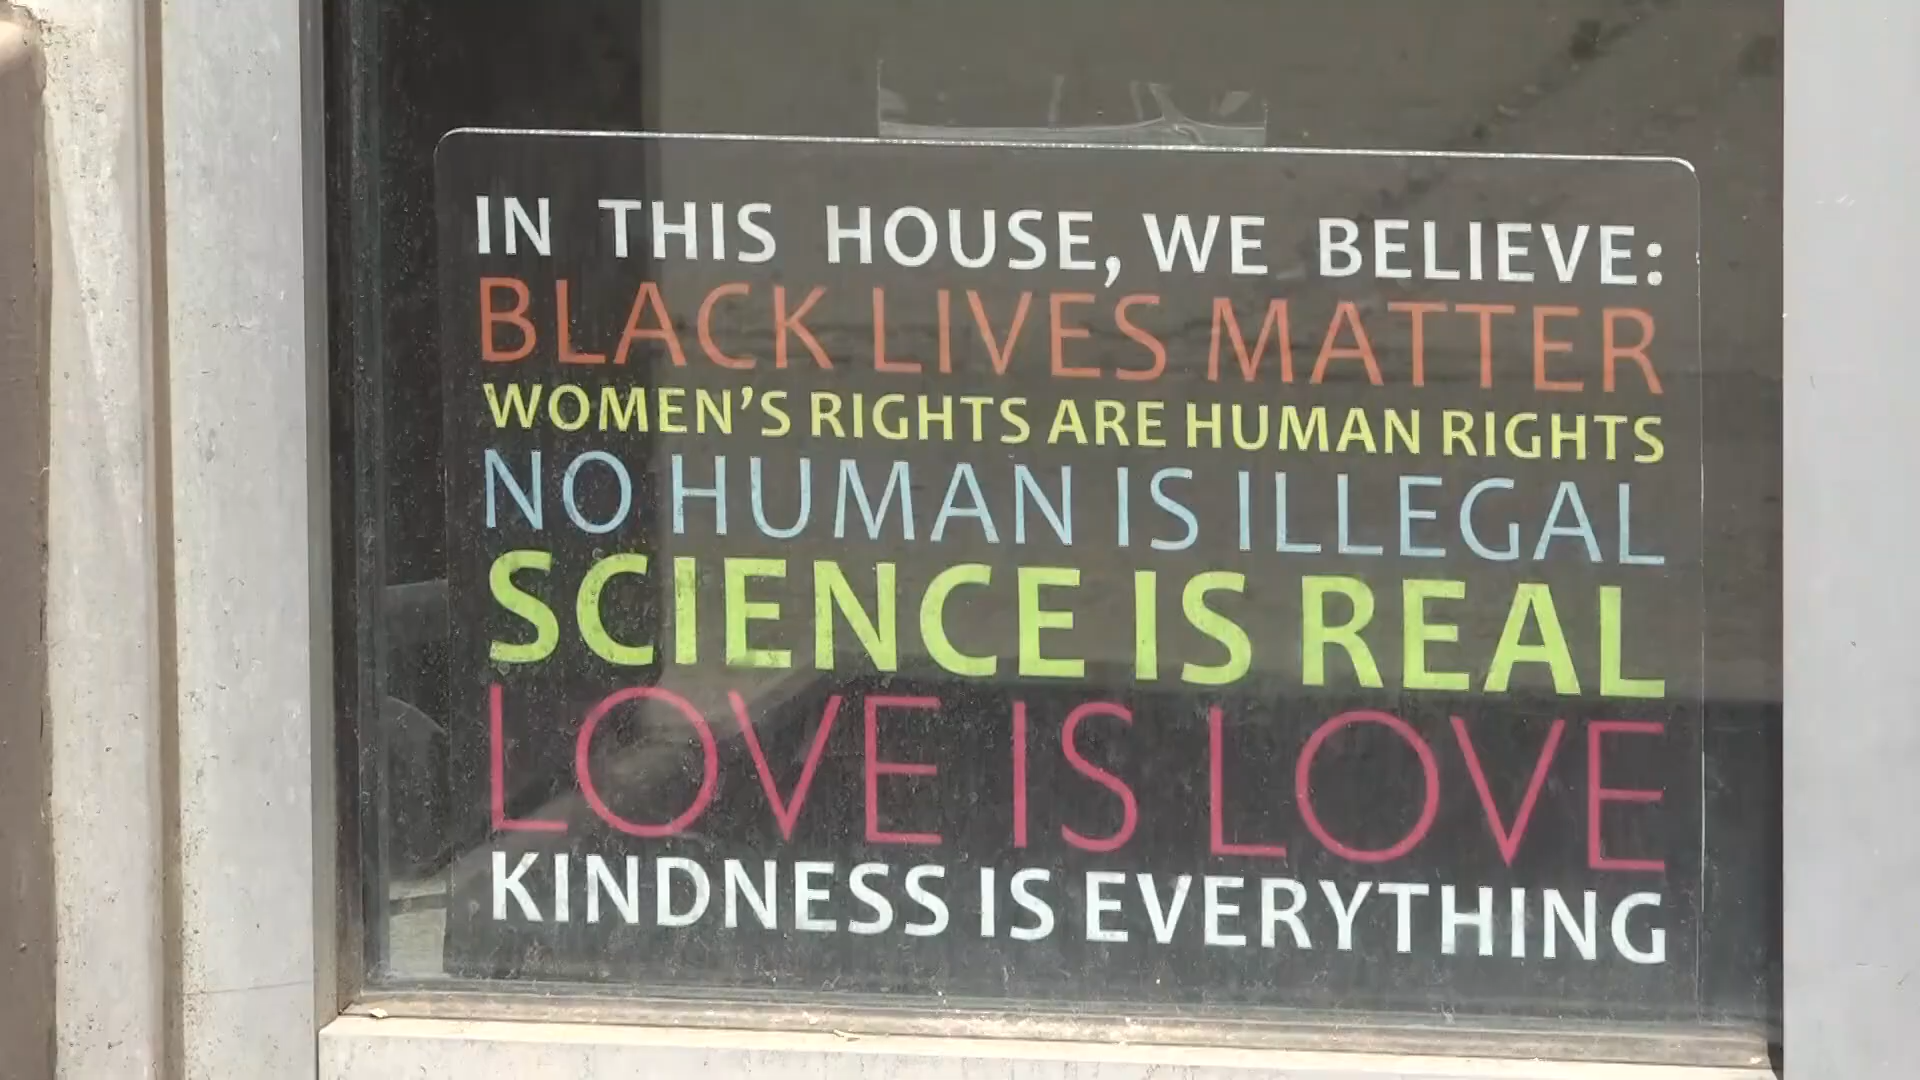 IN THIS HOUSE, WE BELIEVE:
BLACK LIVES MATTER
WOMEN'S RIGHTS ARE HUMAN RIGHTS
NO HUMAN IS ILLEGAL
SCIENCE IS REAL
LOVE IS LOVE
KINDNESS IS EVERYTHING